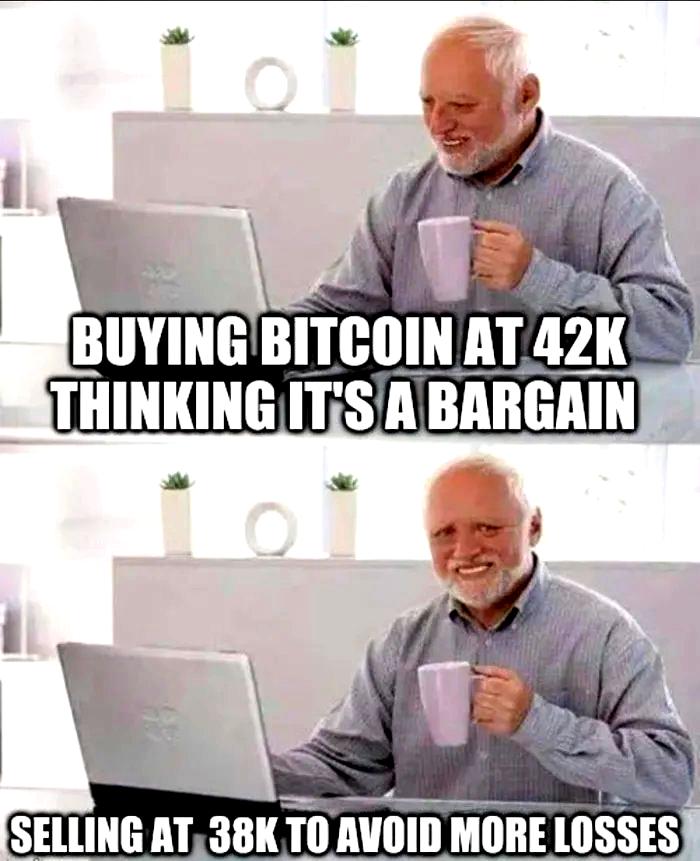 BUYING BITCOIN AT 42K
THINKING IT'S A BARGAIN
SELLING AT 38K TO AVOID MORE LOSSES